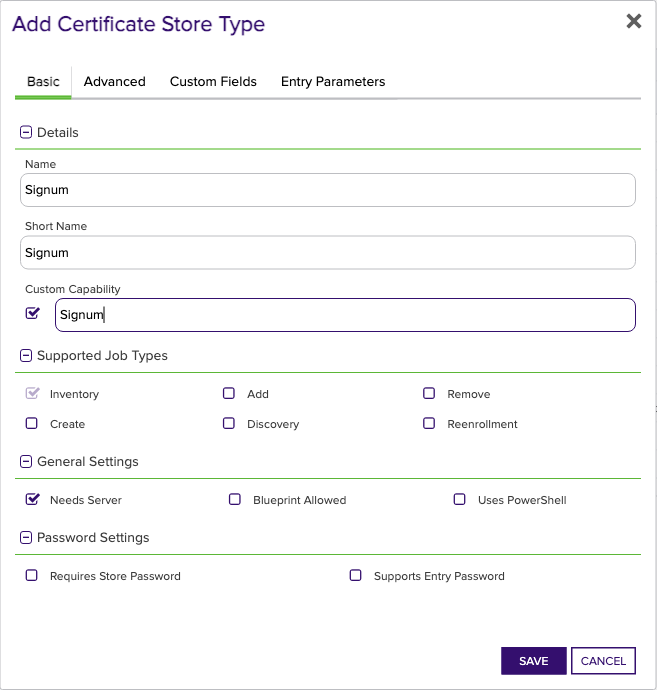 Add Certificate Store Type
Basic Advanced Custom Fields Entry Parameters
Details
Name
Signum
Short Name
Signum
Custom Capability
Signum
Supported Job Types
Inventory Add Remove
Create Discovery Reenrollment
General Settings
Needs Server Blueprint Allowed Uses PowerShell
Password Settings
Requires Store Password Supports Entry Password
SAVE CANCEL